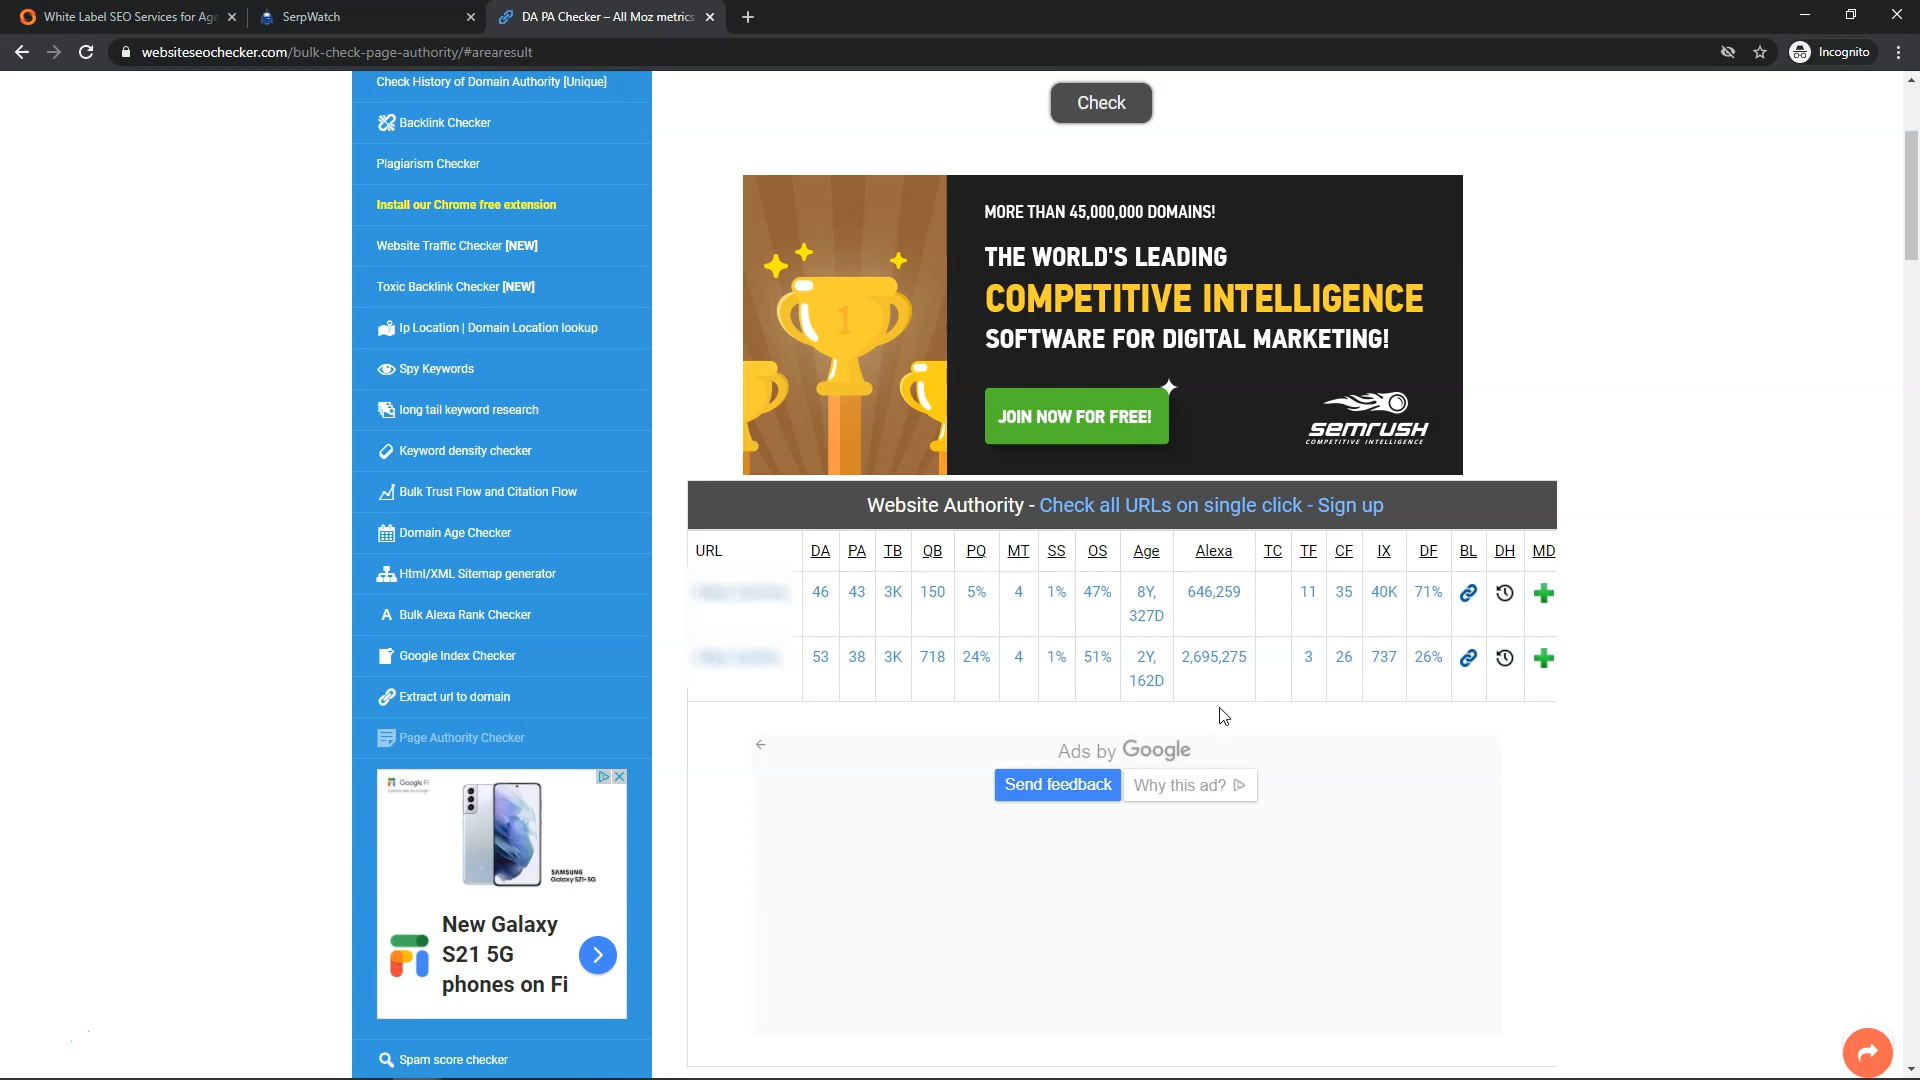 White Label SEO Services for Age
SerpWatch
DA PA Checker – All Moz metrics
websiteseochecker.com/bulk-check-page-authority/#arearesult
Incognito
Check History of Domain Authority [Unique]
Backlink Checker
Plagiarism Checker
Install our Chrome free extension
Website Traffic Checker [NEW]
Toxic Backlink Checker [NEW]
Ip Location | Domain Location lookup
Spy Keywords
long tail keyword research
Keyword density checker
Bulk Trust Flow and Citation Flow
Domain Age Checker
Html/XML Sitemap generator
A Bulk Alexa Rank Checker
Google Index Checker
Extract url to domain
Page Authority Checker
Google Fi
SAMSUNG
Galaxy S21+ 5G
New Galaxy
S21 5G
phones on Fi
Spam score checker
Check
1
MORE THAN 45,000,000 DOMAINS!
THE WORLD'S LEADING
COMPETITIVE INTELLIGENCE
SOFTWARE FOR DIGITAL MARKETING!
JOIN NOW FOR FREE!
semrush
COMPETITIVE INTELLIGENCE
Website Authority - Check all URLs on single click - Sign up
URL DA PA TB QB PQ MT SS OS Age Alexa TC TF CF IX DF BL DH MD
46 43 3K 150 5% 4 1% 47% 8Y, 646,259 11 35 40K 71%
327D
53 38 3K 718 24% 4 1% 51% 2Y, 2,695,275 3 26 737 26%
162D
Ads by Google
Send feedback Why this ad?